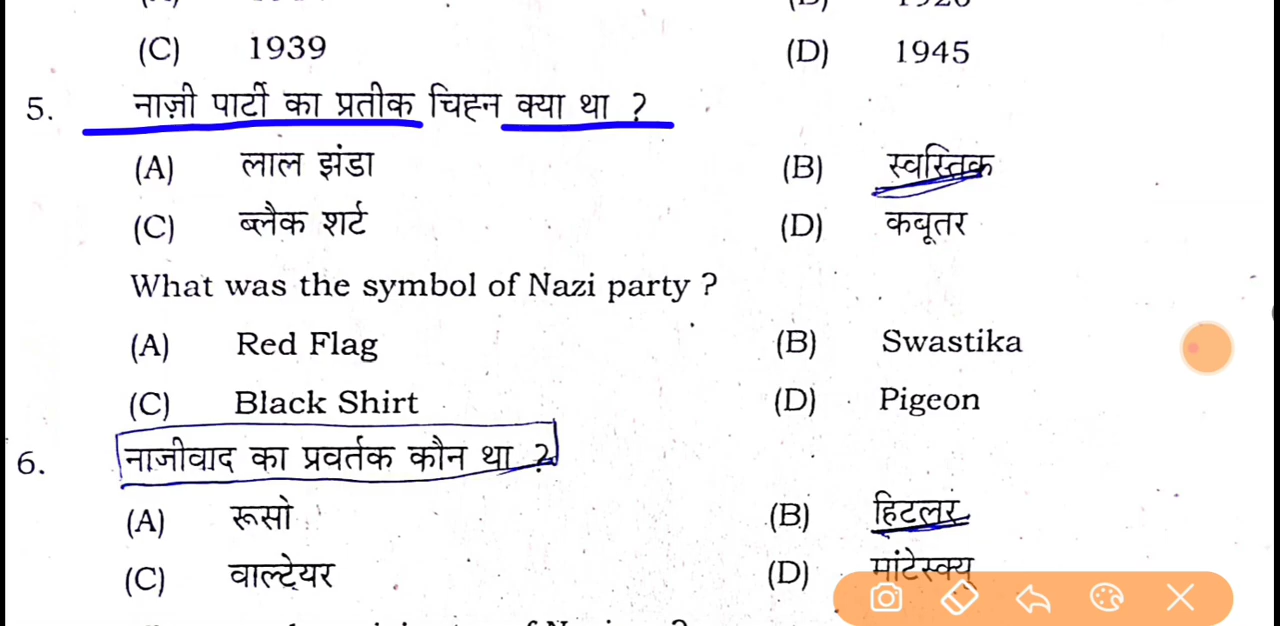 (C) 1939 (D) 1945
5. नाज़ी पार्टी का प्रतीक चिह्न क्या था ?
(A) लाल झंडा (B) स्वस्तिक
(C) ब्लैक शर्ट (D) कबूतर
What was the symbol of Nazi party ?
(A) Red Flag (B) Swastika
(C) Black Shirt (D) Pigeon
6. नाजीवाद का प्रवर्तक कौन था ?
(A) रूसो (B) हिटलर
(C) वाल्टेयर (D) मांटेस्क्यू